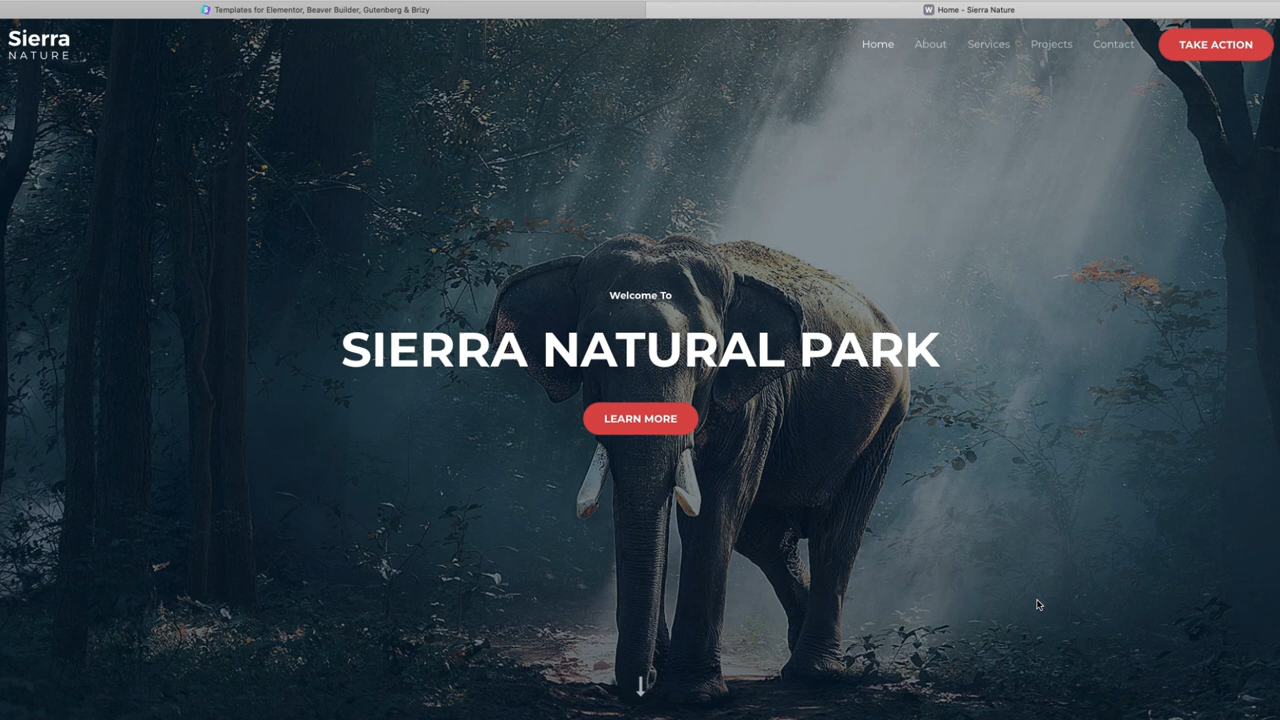 Templates for Elementor, Beaver Builder, Gutenberg & Brizy
W Home - Sierra Nature
Sierra
NATURE
Home About Services Projects Contact TAKE ACTION
Welcome To
SIERRA NATURAL PARK
LEARN MORE